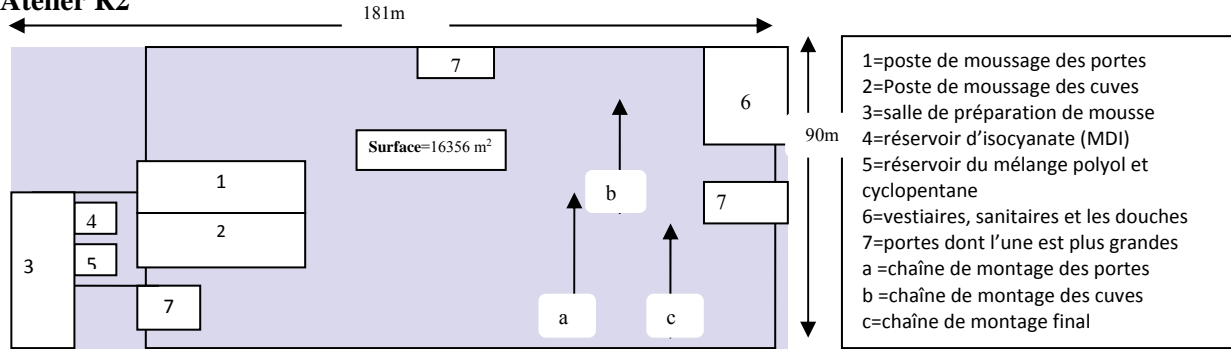 Atelier R2
181m
7
6
90m
Surface=16356 m²
1
b
7
4
2
5
3
7
a
c
1=poste de moussage des portes
2=Poste de moussage des cuves
3=salle de préparation de mousse
4=réservoir d’isocyanate (MDI)
5=réservoir du mélange polyol et
cyclopentane
6=vestiaires, sanitaires et les douches
7=portes dont l’une est plus grandes
a =chaîne de montage des portes
b =chaîne de montage des cuves
c=chaîne de montage final